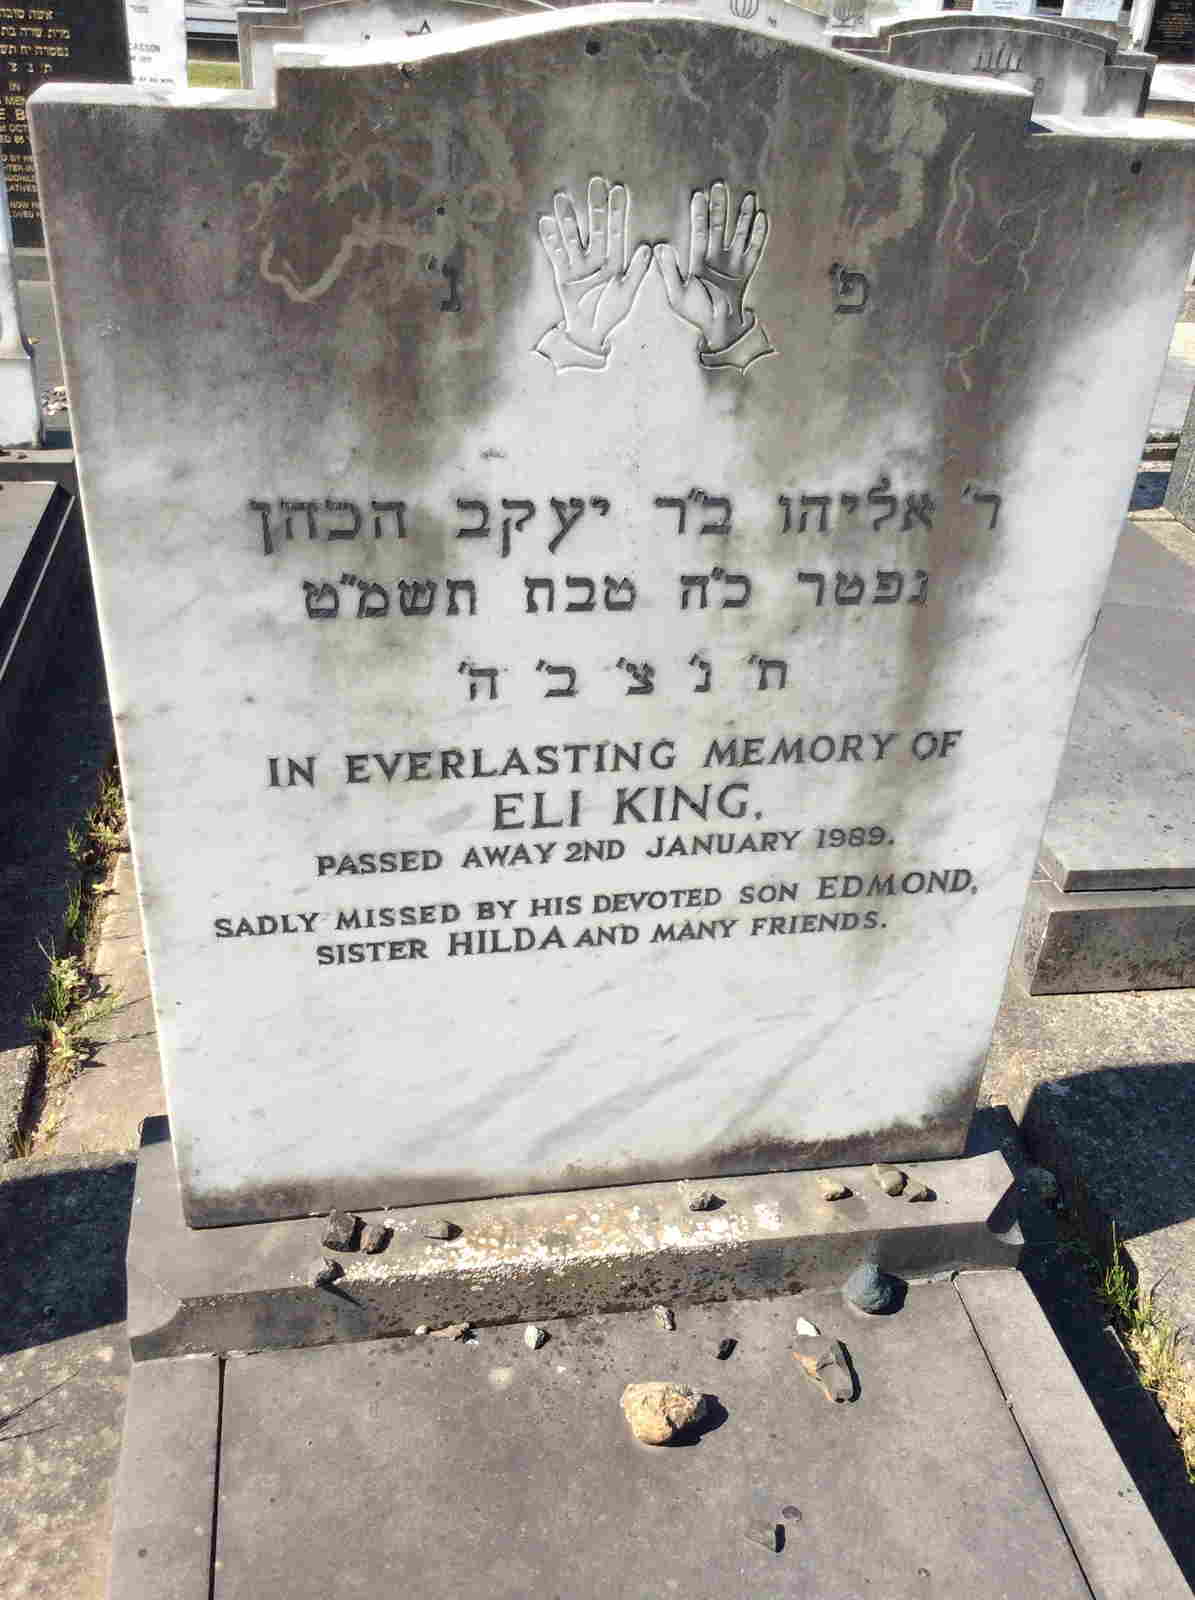 פ' נ'
ר' אליהו ב"ר יעקב הכהן
נפטר כ"ה טבת תשמ"ט
ת' נ' צ' ב' ה'
IN EVERLASTING MEMORY OF
ELI KING.
PASSED AWAY 2ND JANUARY 1989.
SADLY MISSED BY HIS DEVOTED SON EDMOND,
SISTER HILDA AND MANY FRIENDS.